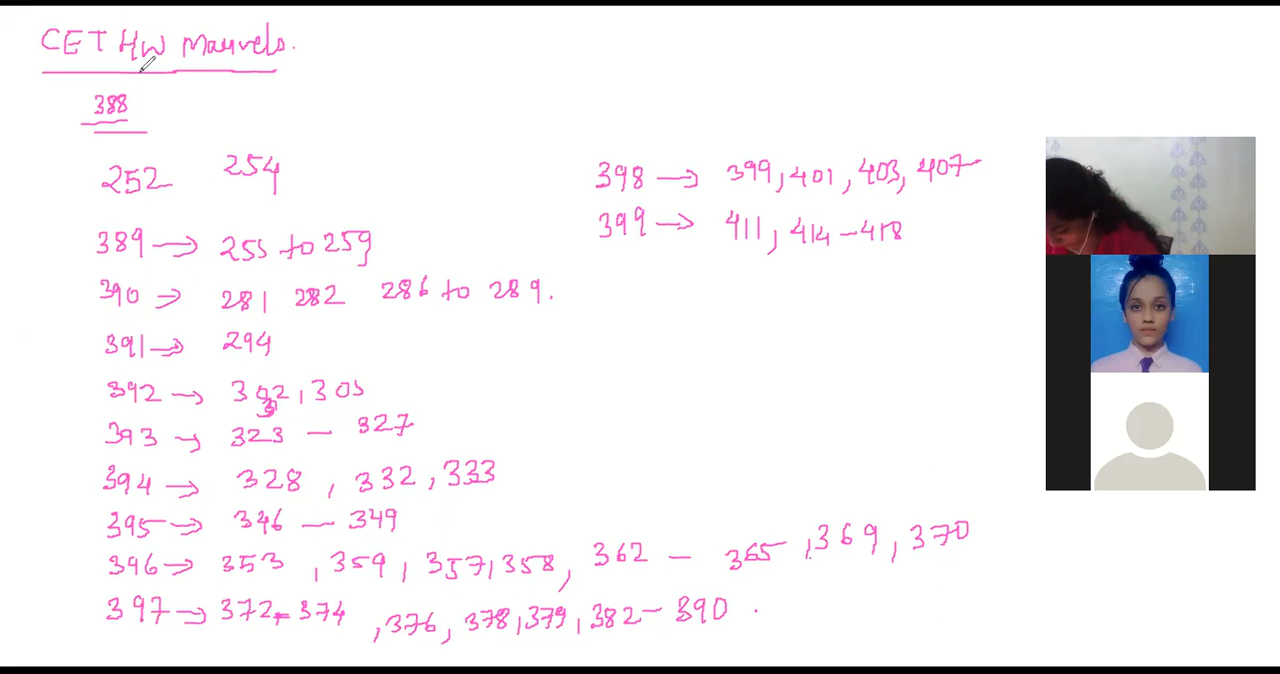 CET HW Marvels.
388
252 254
389 → 255 to 259
390 → 281 282 286 to 289.
391 → 294
392 → 302, 305
393 → 323 - 327
394 → 328, 332, 333
395 → 346 - 349
396 → 353, 359, 357, 358, 362 - 365, 369, 370
397 → 372 - 374, 376, 378, 379, 382 - 390.
398 → 399, 401, 403, 407
399 → 411, 414 - 418